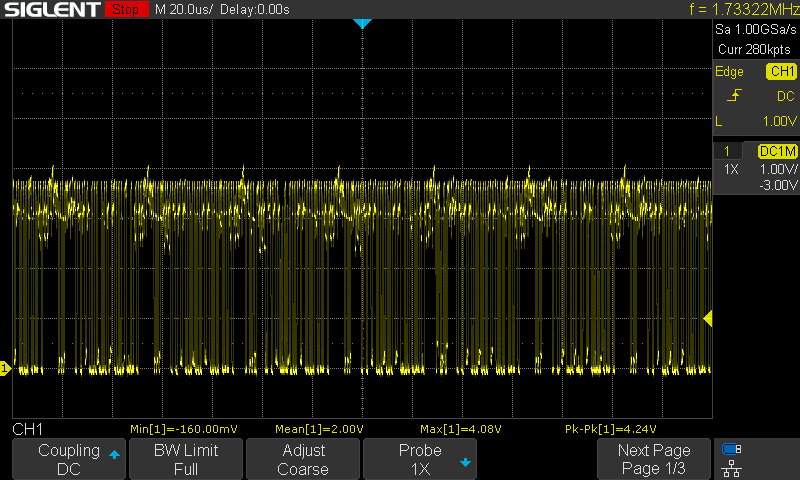 SIGLENT Stop M 20.0us/ Delay:0.00s f = 1.73322MHz
Sa 1.00GSa/s
Curr 280kpts
Edge CH1
DC
L 1.00V
1 DC1M
1X 1.00V/
-3.00V
1
CH1 Min[1]=-160.00mV Mean[1]=2.00V Max[1]=4.08V Pk-Pk[1]=4.24V
Coupling BW Limit Adjust Probe Next Page
DC Full Coarse 1X Page 1/3